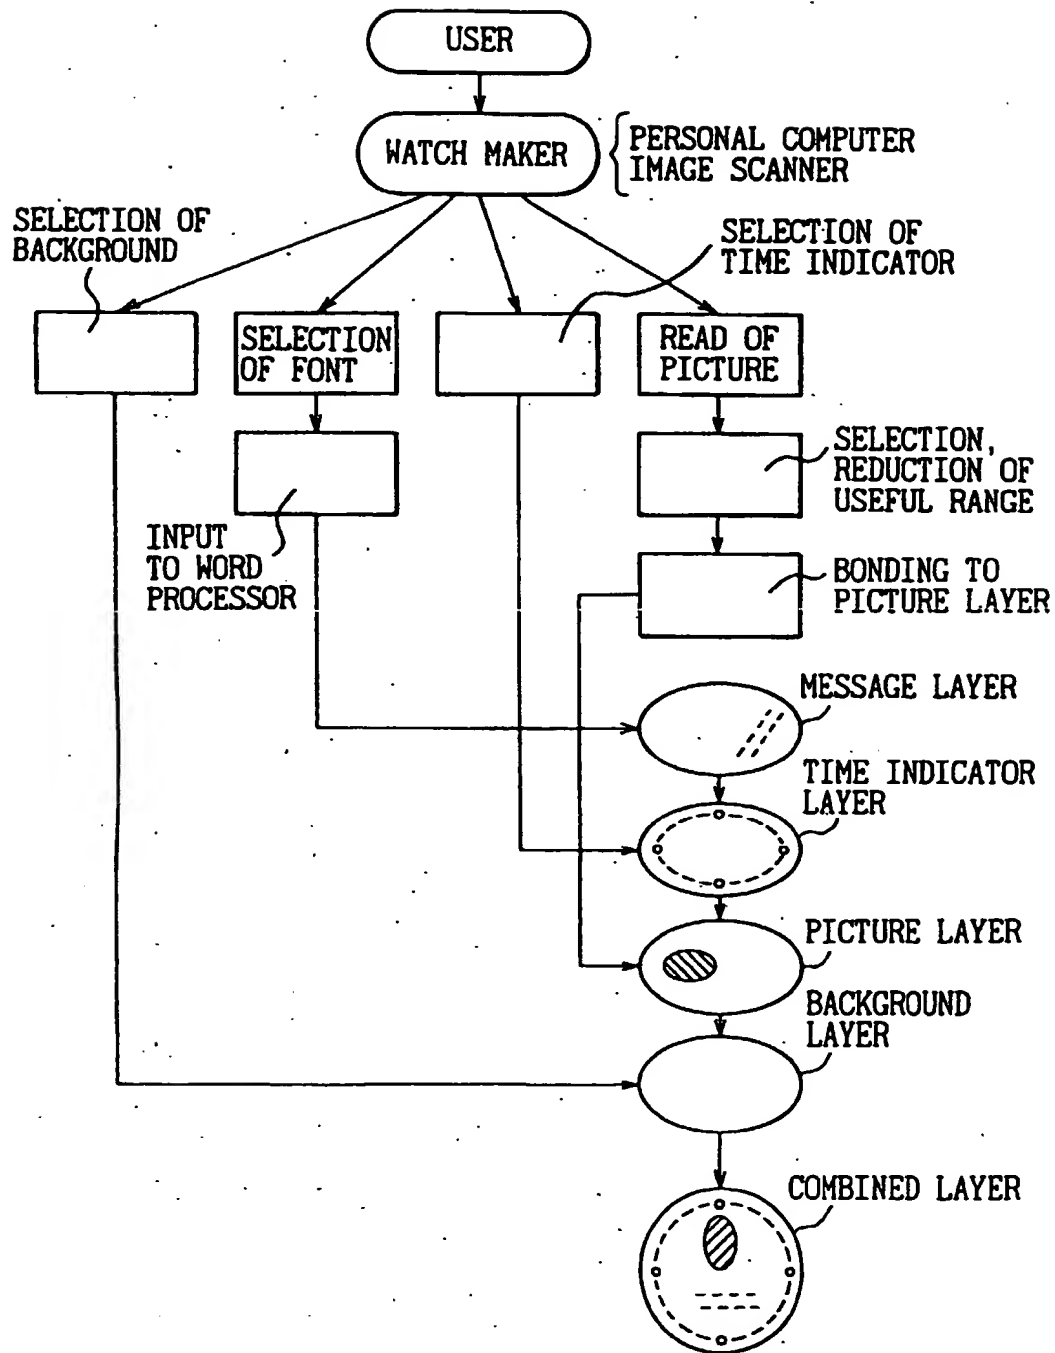 USER
WATCH MAKER
PERSONAL COMPUTER
IMAGE SCANNER
SELECTION OF
BACKGROUND
SELECTION OF
TIME INDICATOR
SELECTION
OF FONT
READ OF
PICTURE
SELECTION,
REDUCTION OF
USEFUL RANGE
INPUT
TO WORD
PROCESSOR
BONDING TO
PICTURE LAYER
MESSAGE LAYER
TIME INDICATOR
LAYER
PICTURE LAYER
BACKGROUND
LAYER
COMBINED LAYER